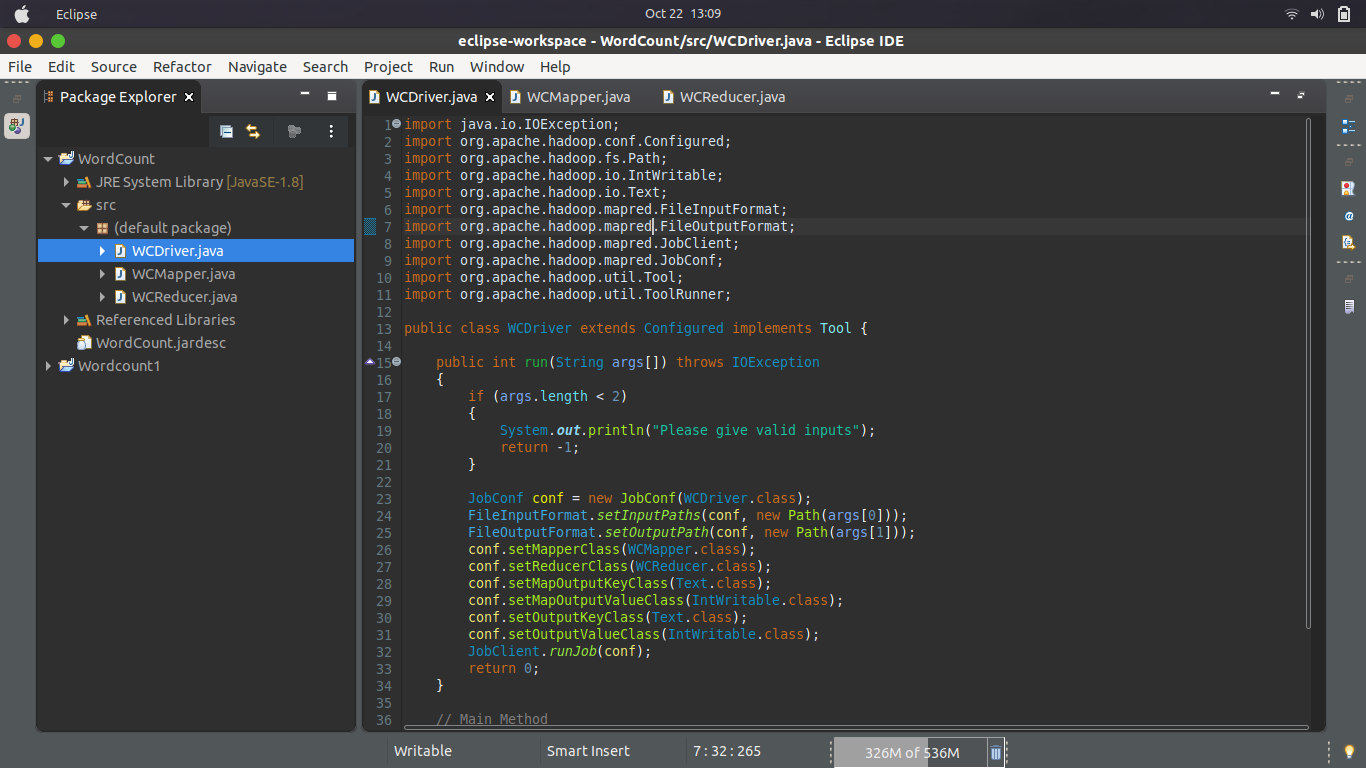 Eclipse
Oct 22 13:09
eclipse-workspace - WordCount/src/WCDriver.java - Eclipse IDE
File Edit Source Refactor Navigate Search Project Run Window Help
Package Explorer
WordCount
JRE System Library [JavaSE-1.8]
src
(default package)
WCDriver.java
WCMapper.java
WCReducer.java
Referenced Libraries
WordCount.jardesc
Wordcount1
WCDriver.java WCMapper.java WCReducer.java
1 import java.io.IOException;
2 import org.apache.hadoop.conf.Configured;
3 import org.apache.hadoop.fs.Path;
4 import org.apache.hadoop.io.IntWritable;
5 import org.apache.hadoop.io.Text;
6 import org.apache.hadoop.mapred.FileInputFormat;
7 import org.apache.hadoop.mapred.FileOutputFormat;
8 import org.apache.hadoop.mapred.JobClient;
9 import org.apache.hadoop.mapred.JobConf;
10 import org.apache.hadoop.util.Tool;
11 import org.apache.hadoop.util.ToolRunner;
12
13 public class WCDriver extends Configured implements Tool {
14
15     public int run(String args[]) throws IOException
16     {
17         if (args.length < 2)
18         {
19             System.out.println("Please give valid inputs");
20             return -1;
21         }
22
23         JobConf conf = new JobConf(WCDriver.class);
24         FileInputFormat.setInputPaths(conf, new Path(args[0]));
25         FileOutputFormat.setOutputPath(conf, new Path(args[1]));
26         conf.setMapperClass(WCMapper.class);
27         conf.setReducerClass(WCReducer.class);
28         conf.setMapOutputKeyClass(Text.class);
29         conf.setMapOutputValueClass(IntWritable.class);
30         conf.setOutputKeyClass(Text.class);
31         conf.setOutputValueClass(IntWritable.class);
32         JobClient.runJob(conf);
33         return 0;
34     }
35
36     // Main Method
Writable Smart Insert 7 : 32 : 265 326M of 536M